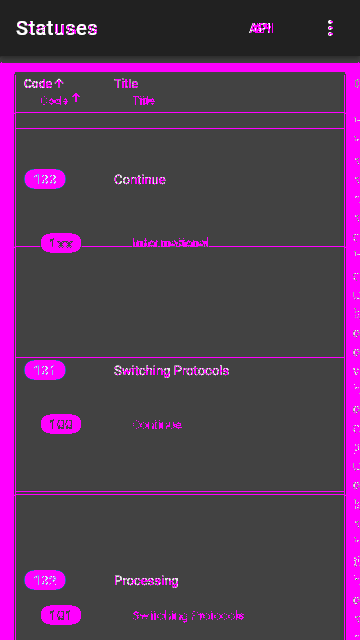 Statuses API
Code ↑ Title
Code ↑ Title
100 Continue
1xx Informational
101 Switching Protocols
100 Continue
102 Processing
101 Switching Protocols